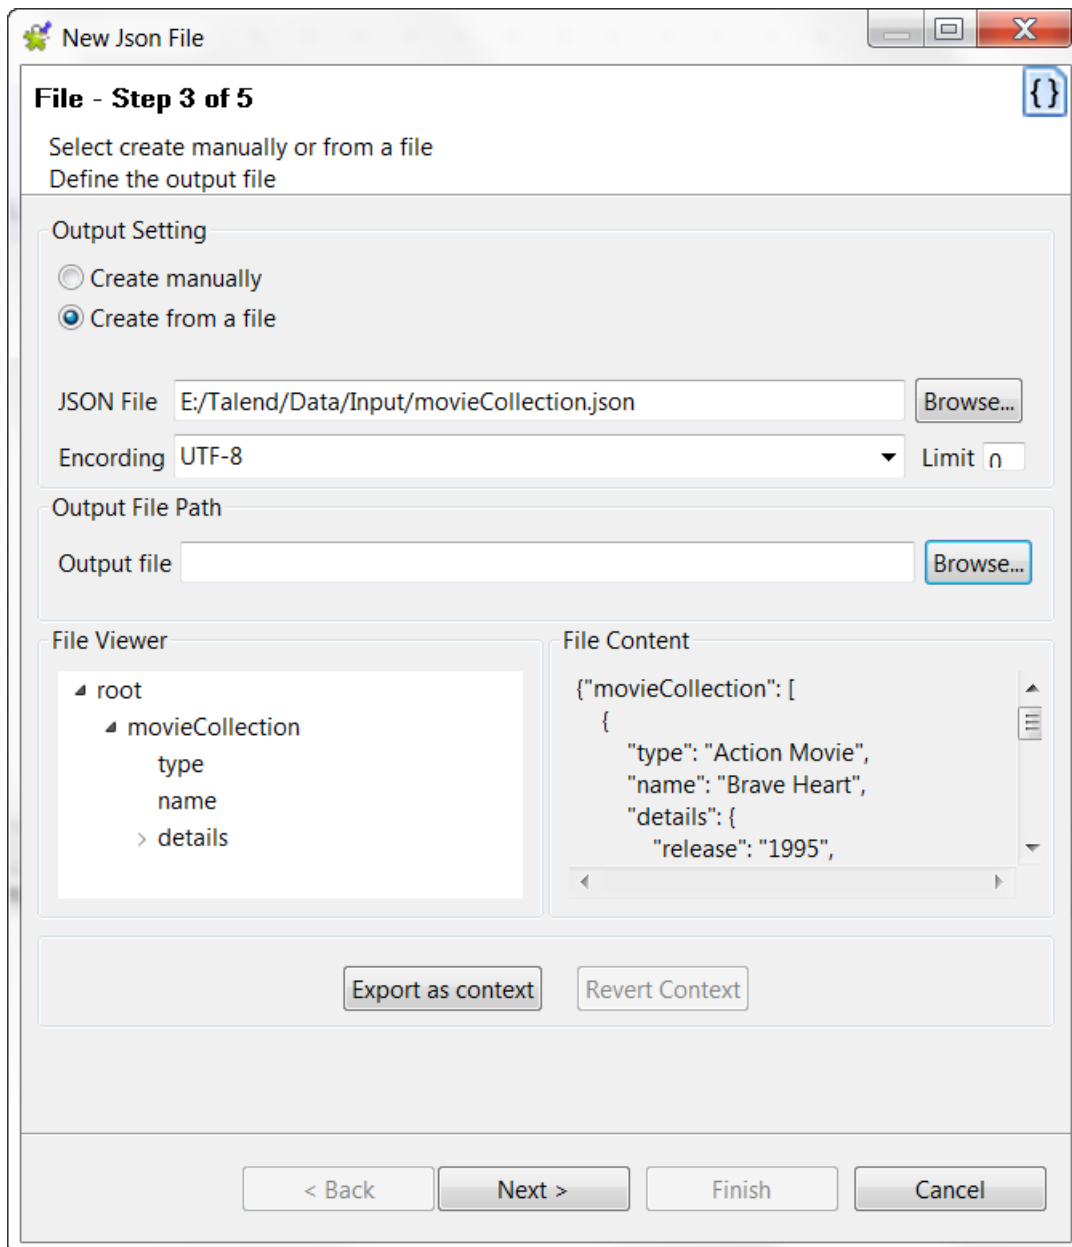 New Json File
File - Step 3 of 5
{}
Select create manually or from a file
Define the output file
Output Setting
Create manually
Create from a file
JSON File E:/Talend/Data/Input/movieCollection.json Browse...
Encording UTF-8 Limit 0
Output File Path
Output file Browse...
File Viewer
root
movieCollection
type
name
details
File Content
{"movieCollection": [
{
"type": "Action Movie",
"name": "Brave Heart",
"details": {
"release": "1995",
Export as context Revert Context
< Back Next > Finish Cancel